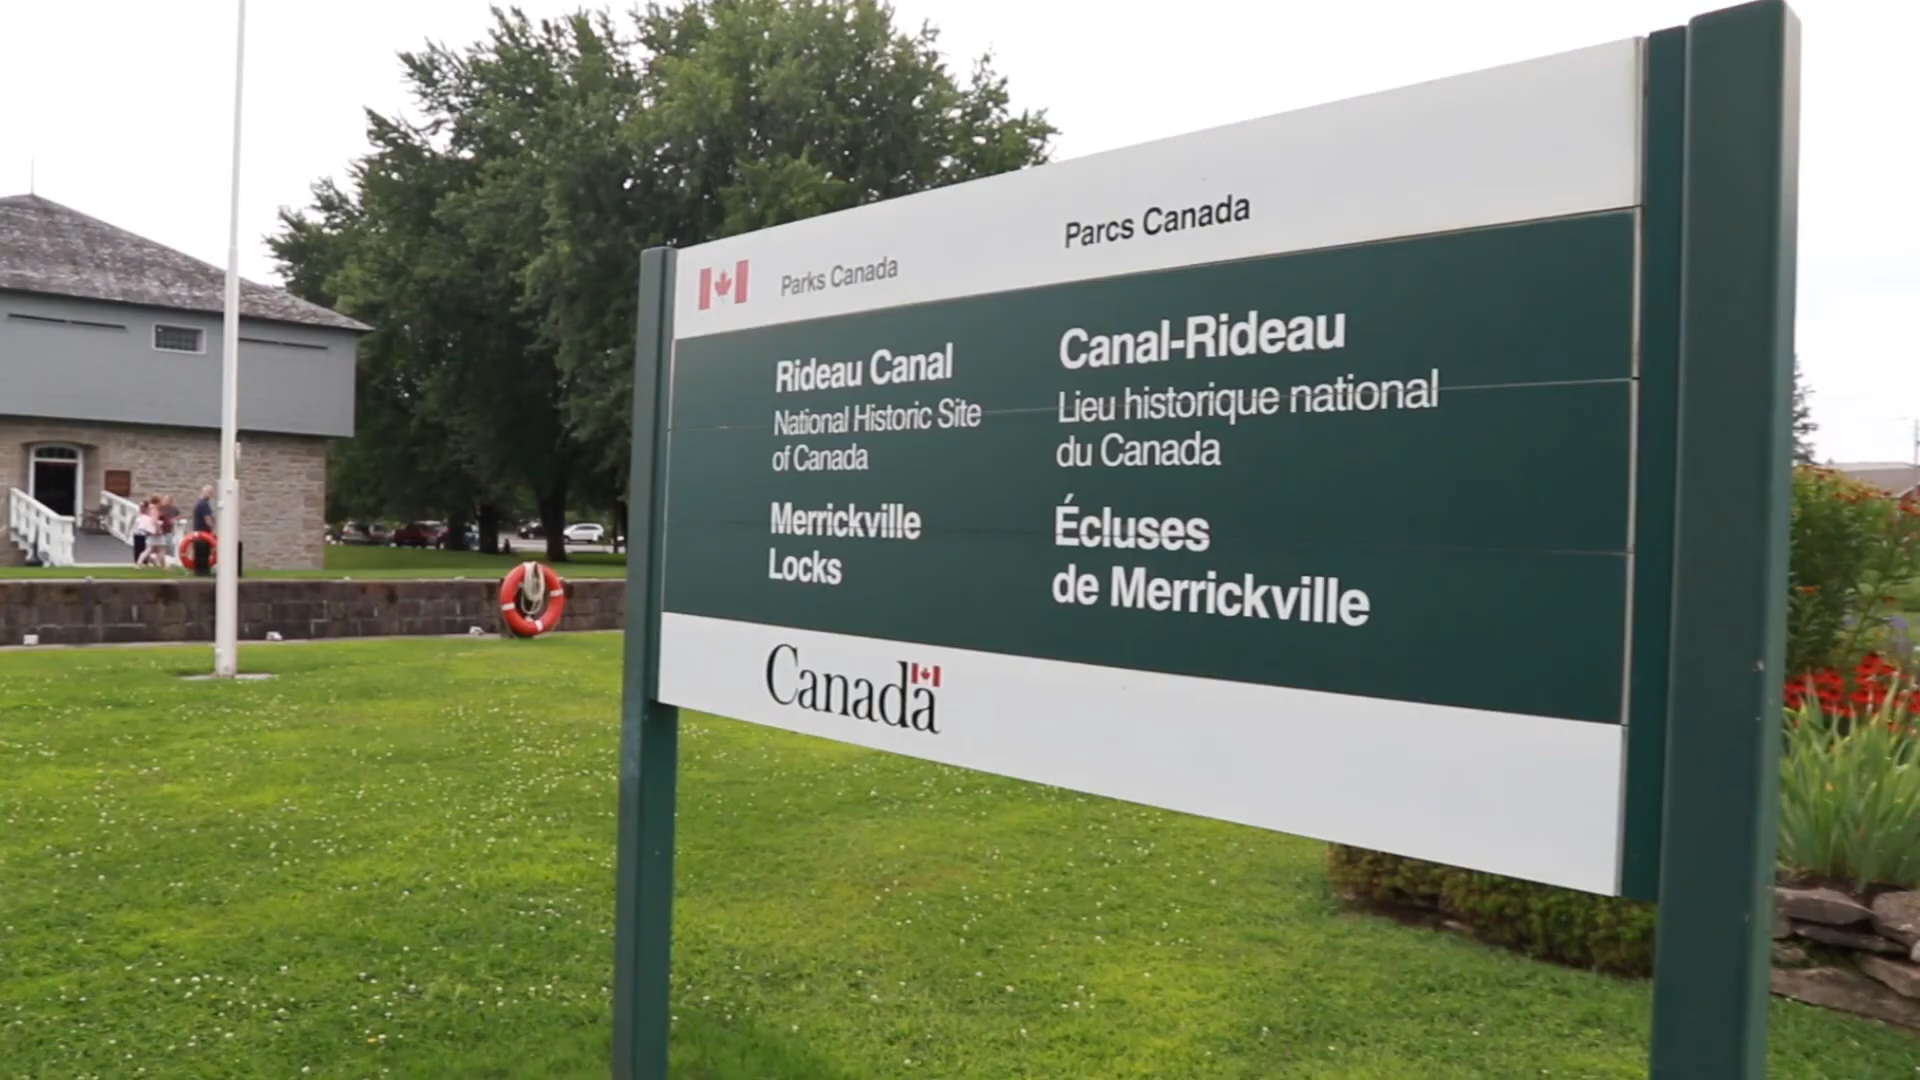 Parks Canada
Parcs Canada
Rideau Canal
National Historic Site
of Canada
Merrickville
Locks
Canal-Rideau
Lieu historique national
du Canada
Écluses
de Merrickville
Canada